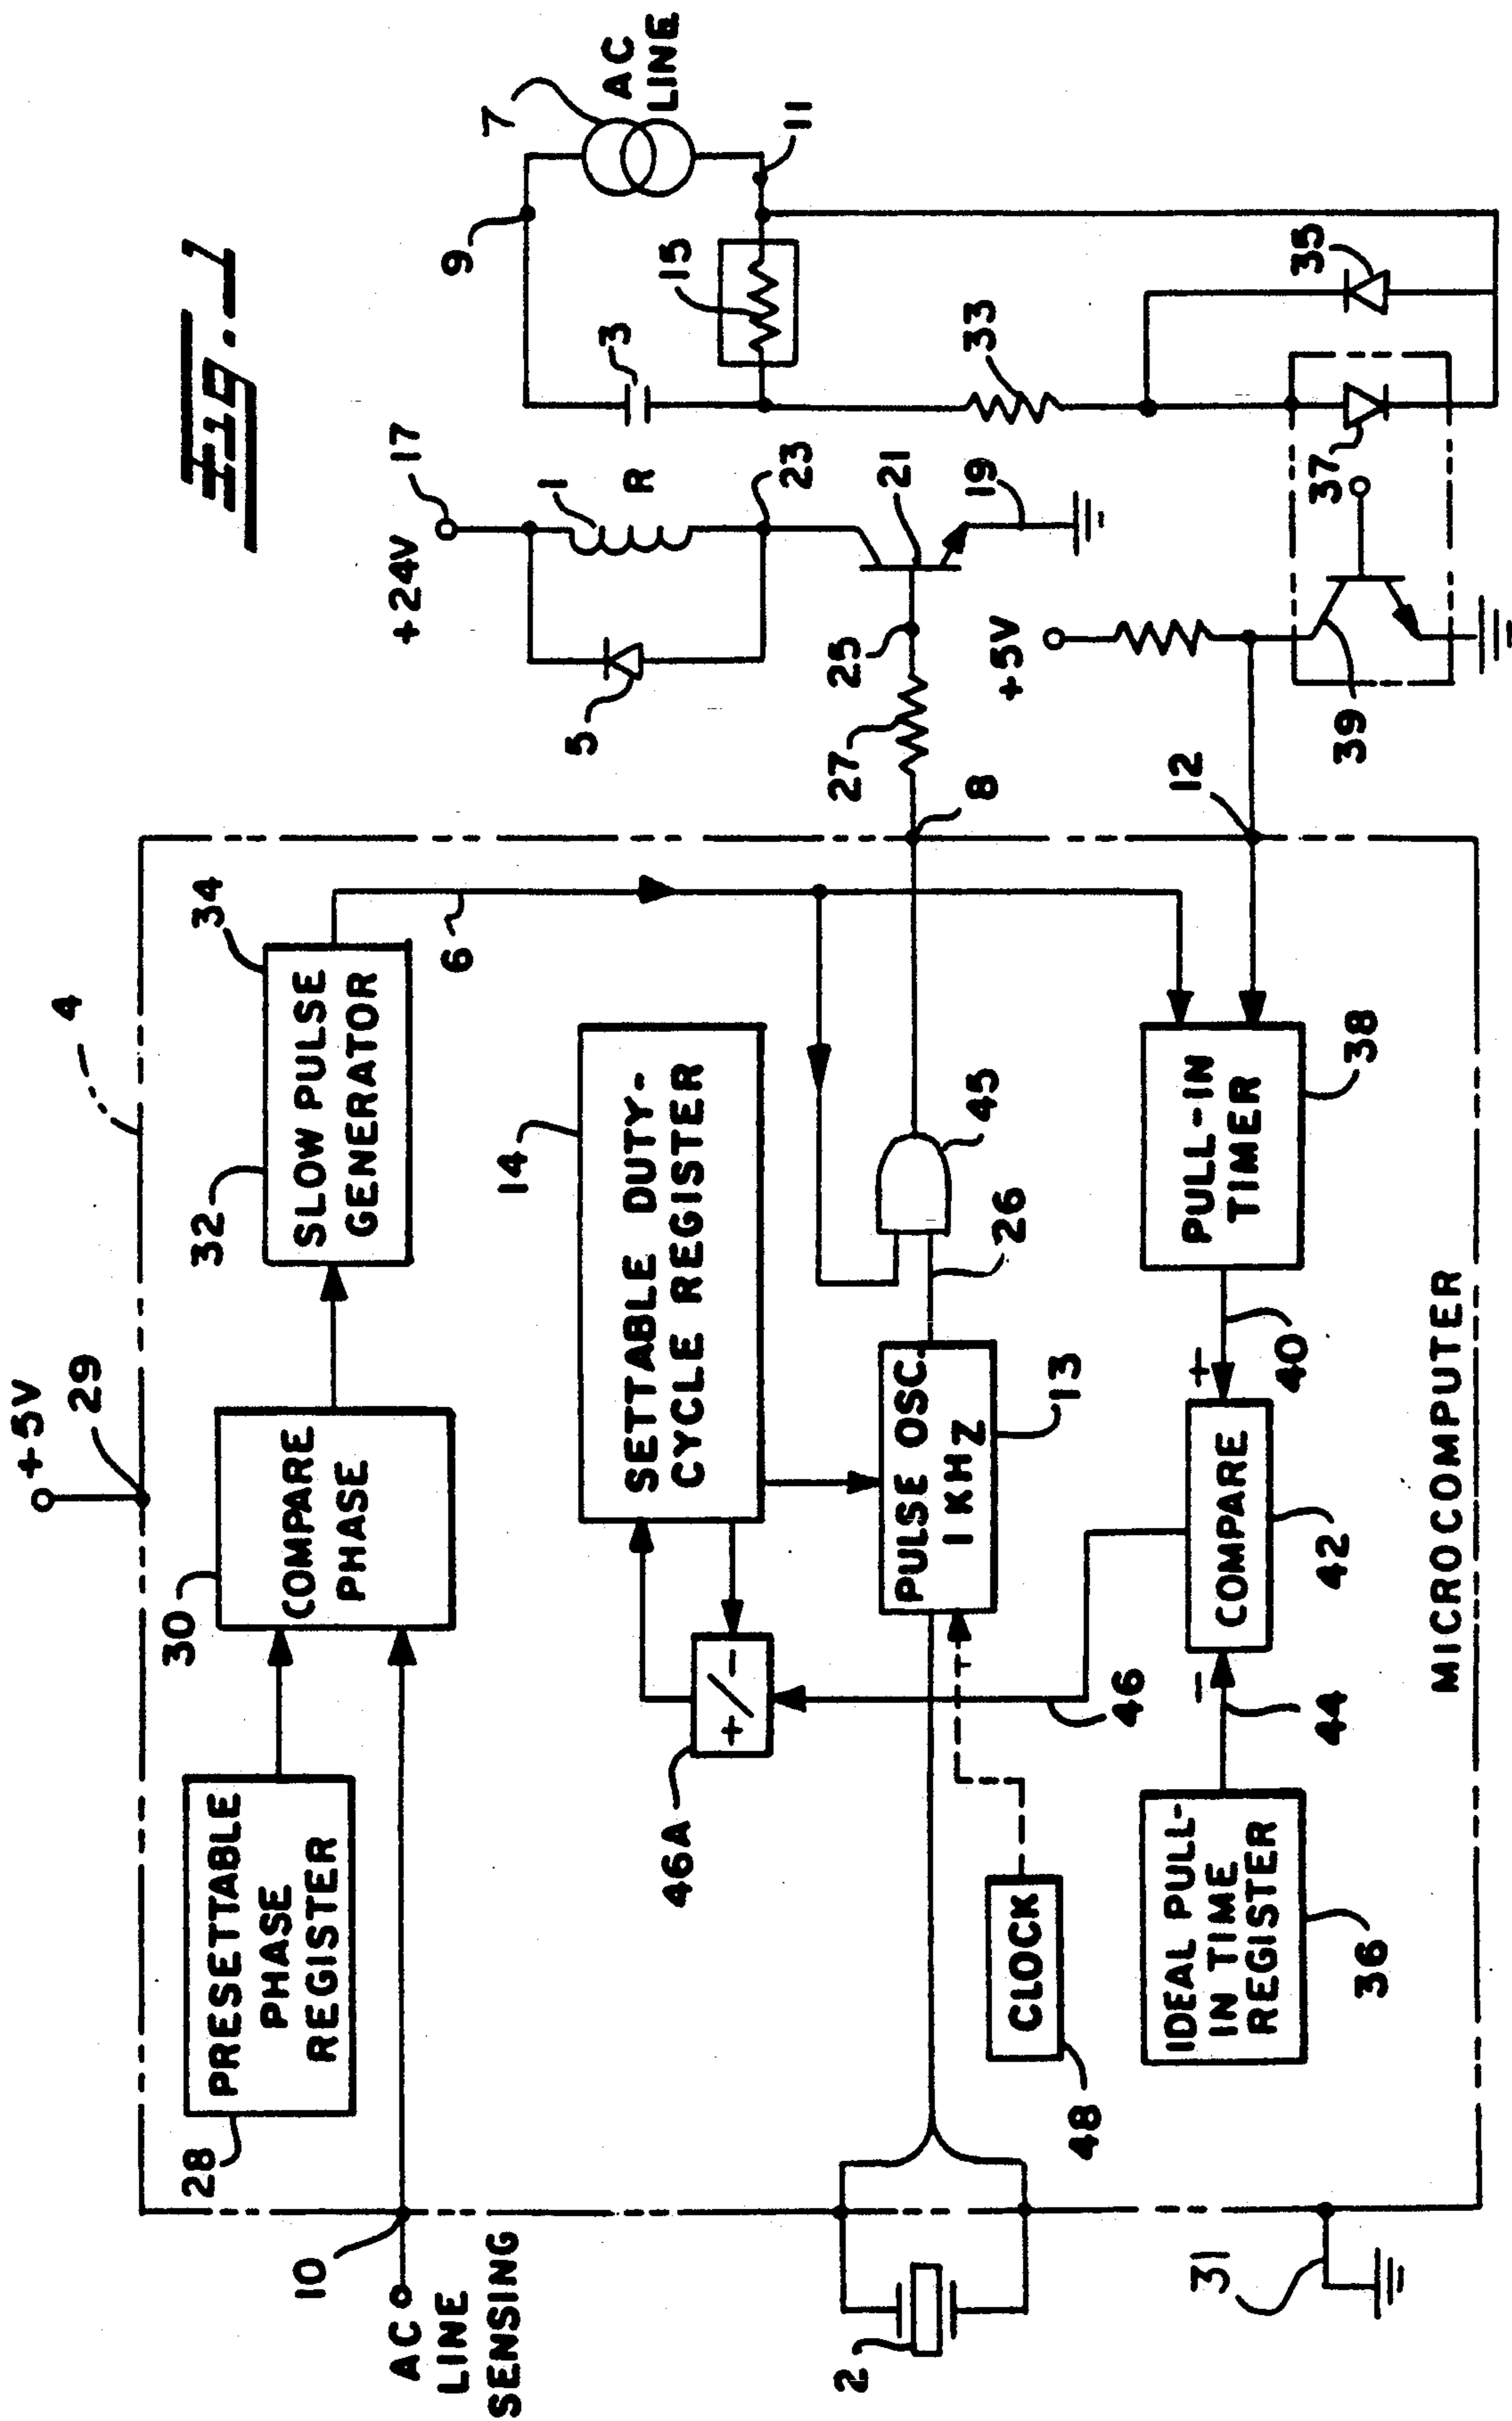 FIG. 1
+5V
29
4
30
COMPARE
PHASE
32
34
SLOW PULSE
GENERATOR
28
PRESETTABLE
PHASE
REGISTER
10
AC
LINE
SENSING
6
14
SETTABLE DUTY-
CYCLE REGISTER
46A
+/-
PULSE OSC.
1 KHZ
13
26
45
8
2
CLOCK
48
46
IDEAL PULL-
IN TIME
REGISTER
36
-
44
COMPARE
42
+
40
PULL-IN
TIMER
38
12
31
MICROCOMPUTER
+24V
17
5
1
R
23
3
9
7
AC
LINE
11
15
27
25
21
19
33
+5V
39
37
35